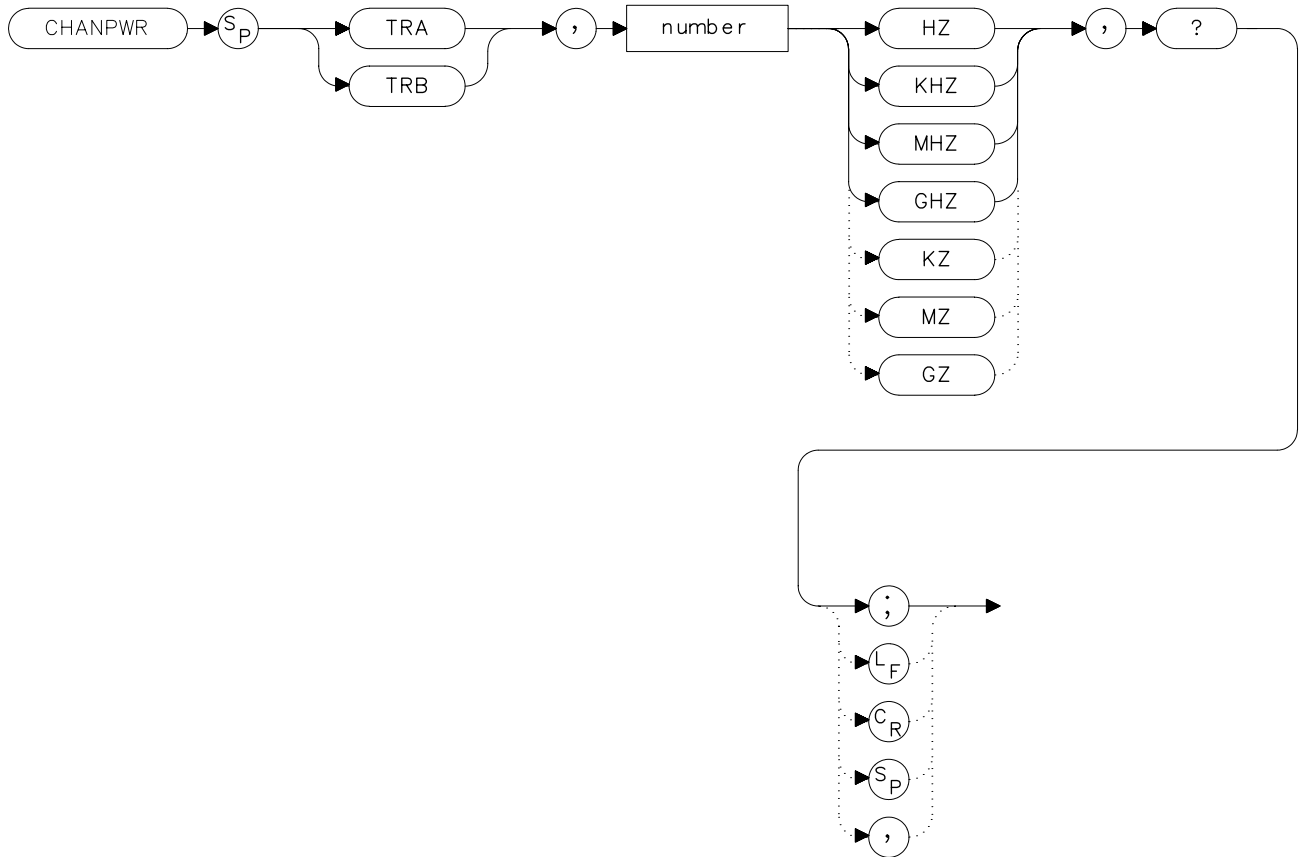 CHANPWR SP TRA , number HZ , ?
TRB KHZ
MHZ
GHZ
KZ
MZ
GZ
;
LF
CR
SP
,